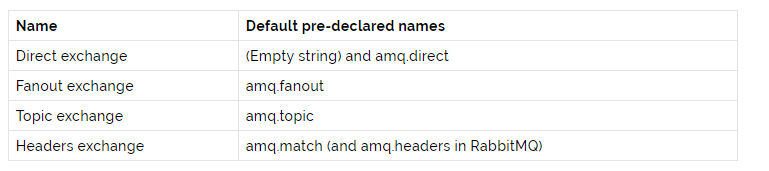 Name Default pre-declared names
Direct exchange (Empty string) and amq.direct
Fanout exchange amq.fanout
Topic exchange amq.topic
Headers exchange amq.match (and amq.headers in RabbitMQ)